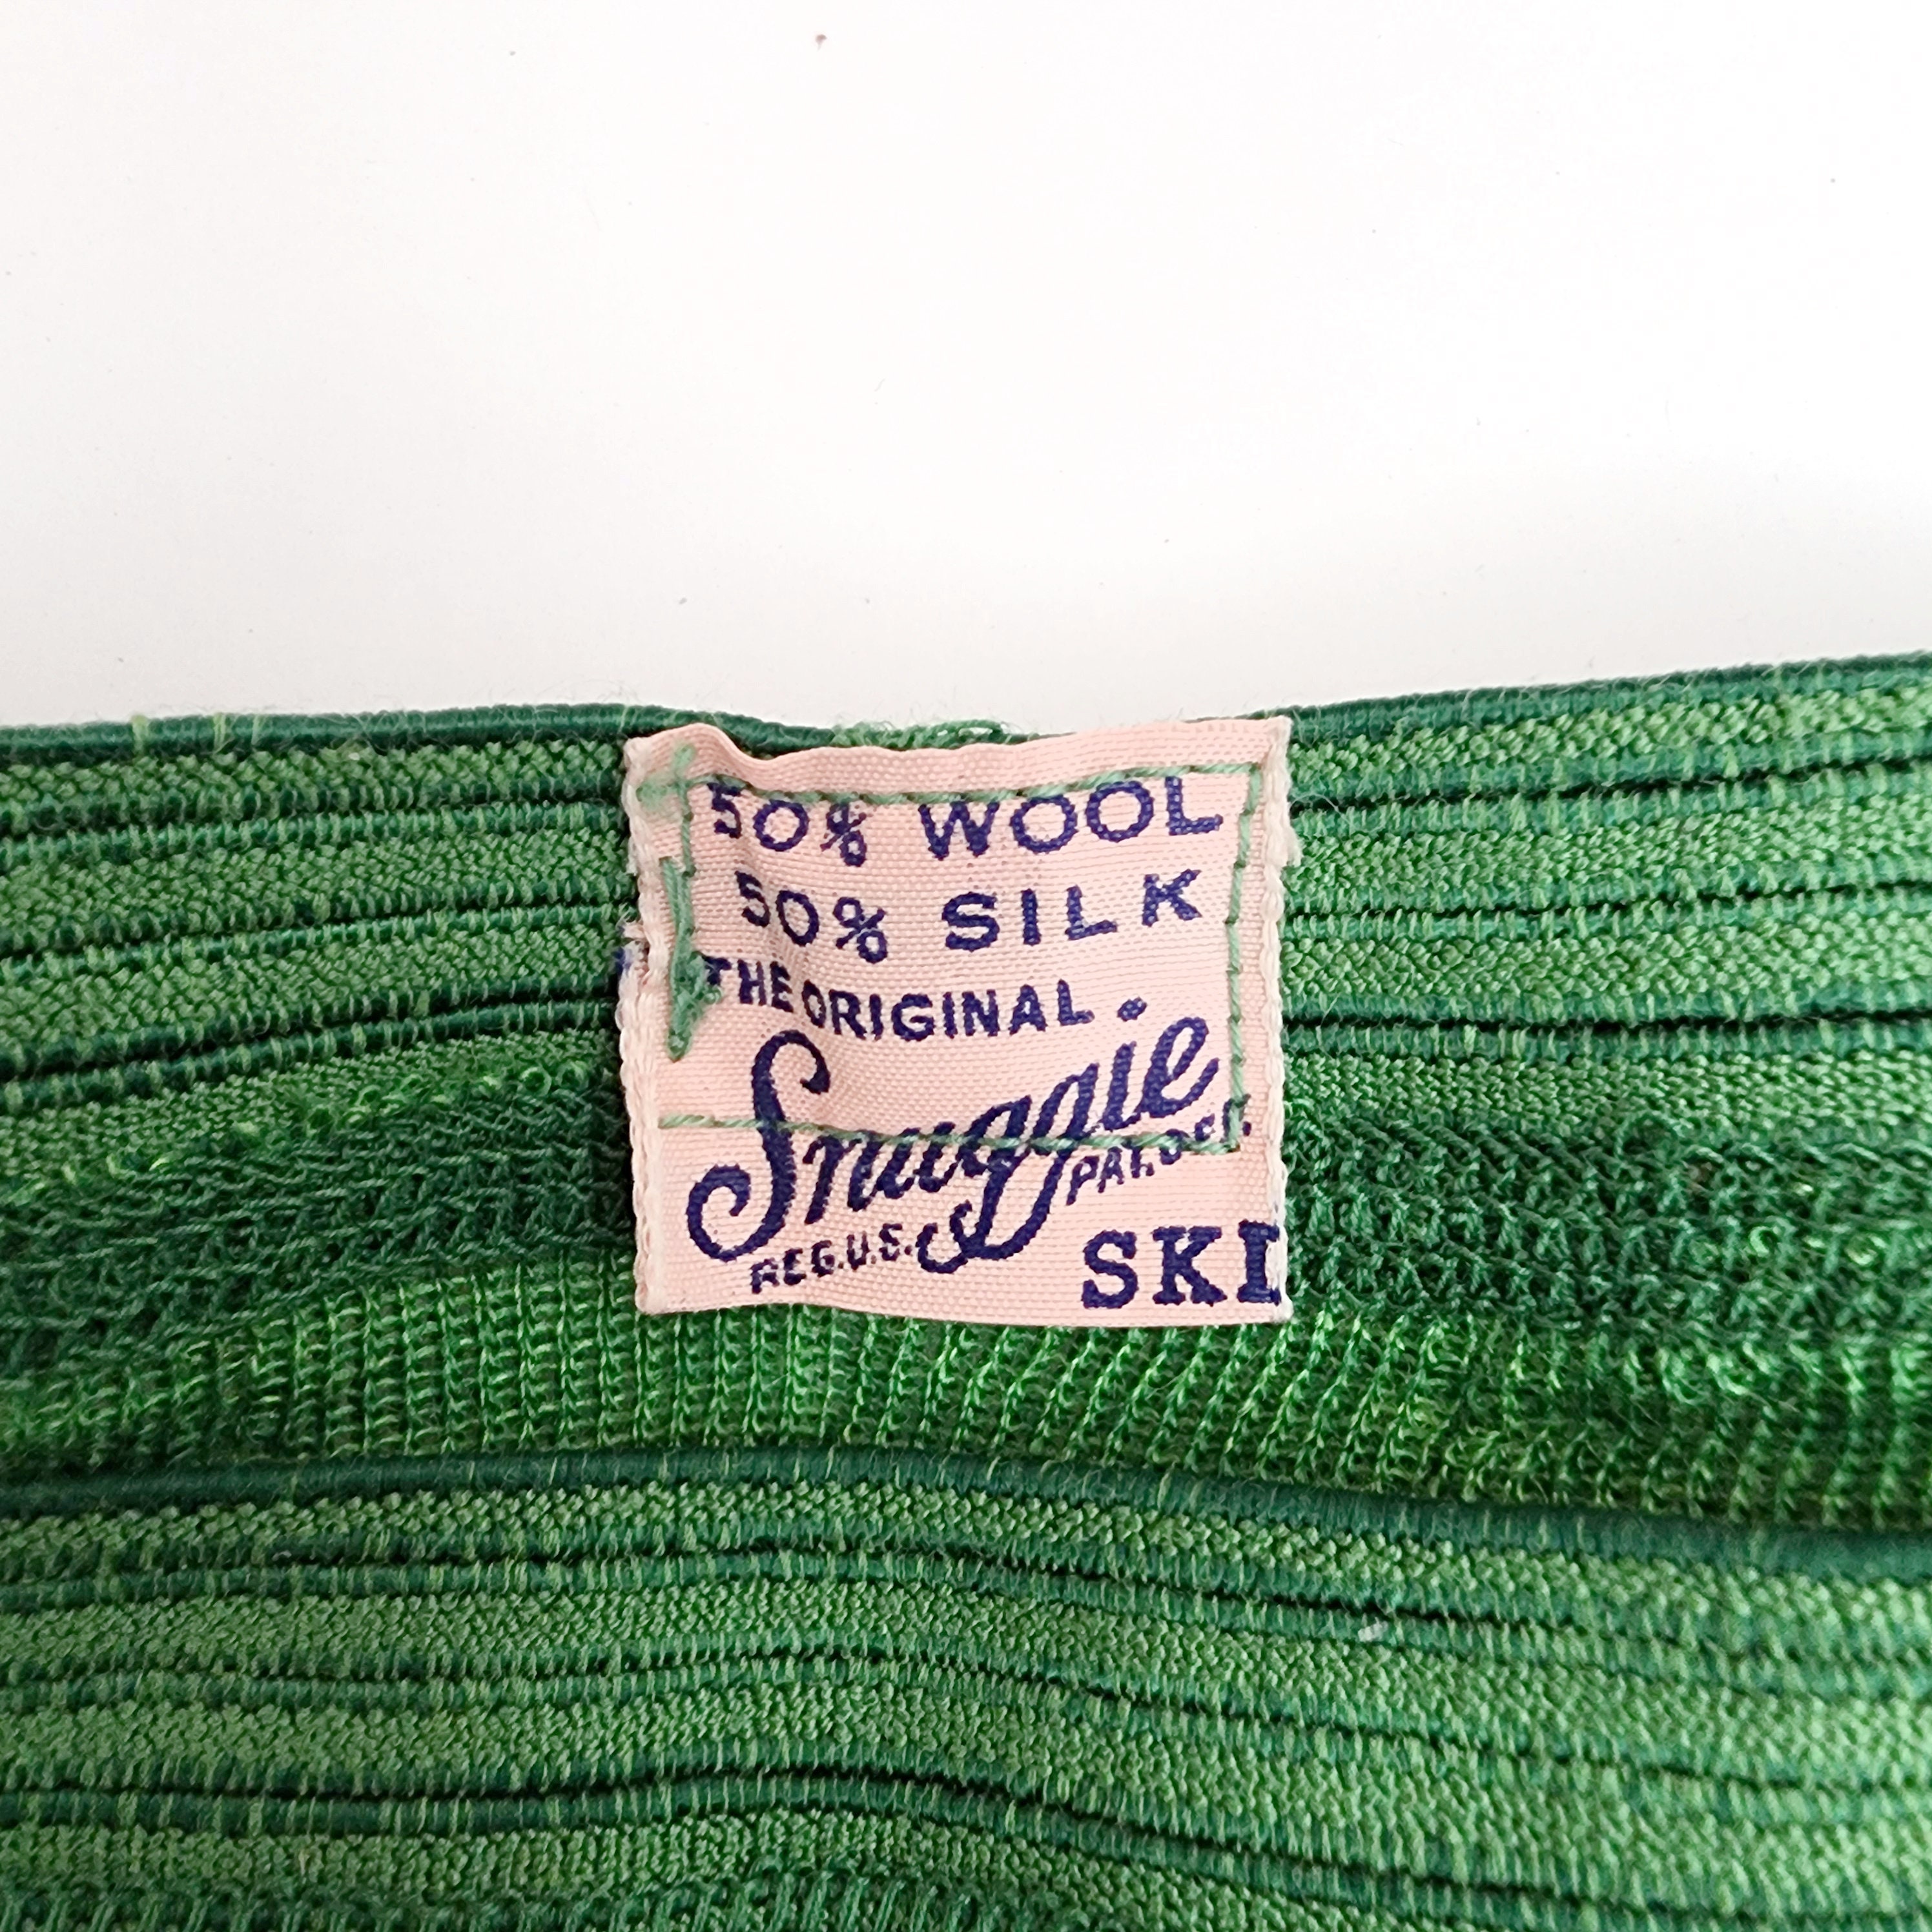 50% WOOL
50% SILK
THE ORIGINAL
Snuggie
REG.U.S. PAT.OFF.
SKI